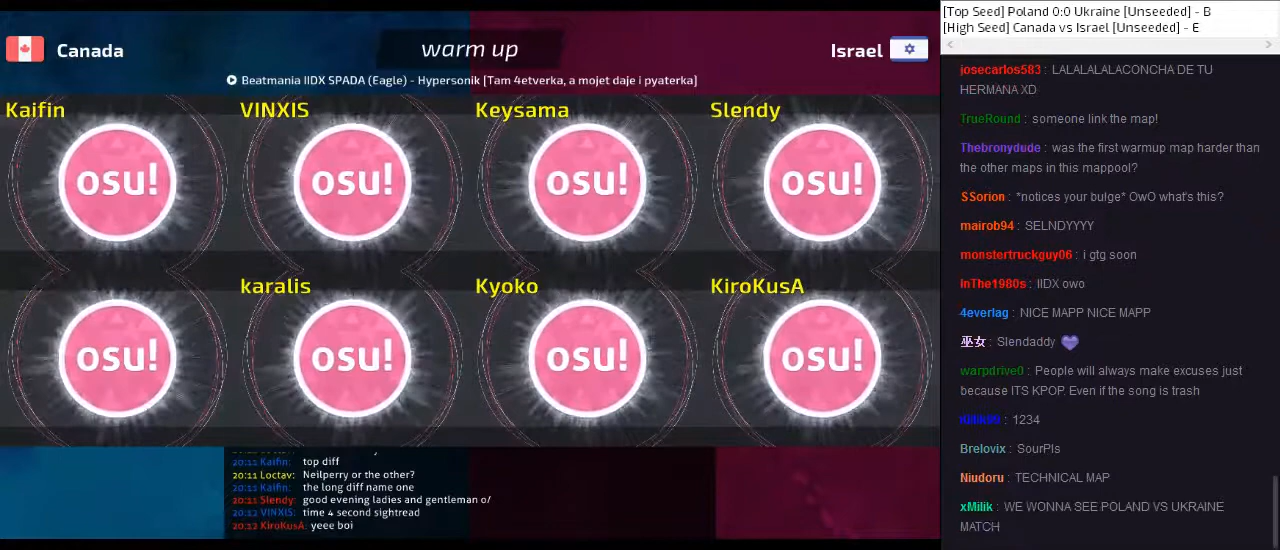 Canada
warm up
Israel
Beatmania IIDX SPADA (Eagle) - Hypersonik [Tam 4etverka, a mojet daje i pyaterka]
Kaifin
VINXIS
Keysama
Slendy
osu!
osu!
osu!
osu!
karalis
Kyoko
KiroKusA
osu!
osu!
osu!
osu!
20:11 Kaifin: top diff
20:11 Loctav: Neilperry or the other?
20:11 Kaifin: the long diff name one
20:11 Slendy: good evening ladies and gentleman o/
20:12 VINXIS: time 4 second sightread
20:12 KiroKusA: yeee boi
[Top Seed] Poland 0:0 Ukraine [Unseeded] - B
[High Seed] Canada vs Israel [Unseeded] - E
josecarlos583 : LALALALALACONCHA DE TU
HERMANA XD
TrueRound : someone link the map!
Thebronydude : was the first warmup map harder than
the other maps in this mappool?
SSorion : *notices your bulge* OwO what's this?
mairob94 : SELNDYYYY
monstertruckguy06 : i gtg soon
InThe1980s : IIDX owo
4everlag : NICE MAPP NICE MAPP
巫女 : Slendaddy
warpdrive0 : People will always make excuses just
because ITS KPOP. Even if the song is trash
: 1234
Brelovix : SourPls
Niudoru : TECHNICAL MAP
xMilik : WE WONNA SEE POLAND VS UKRAINE
MATCH